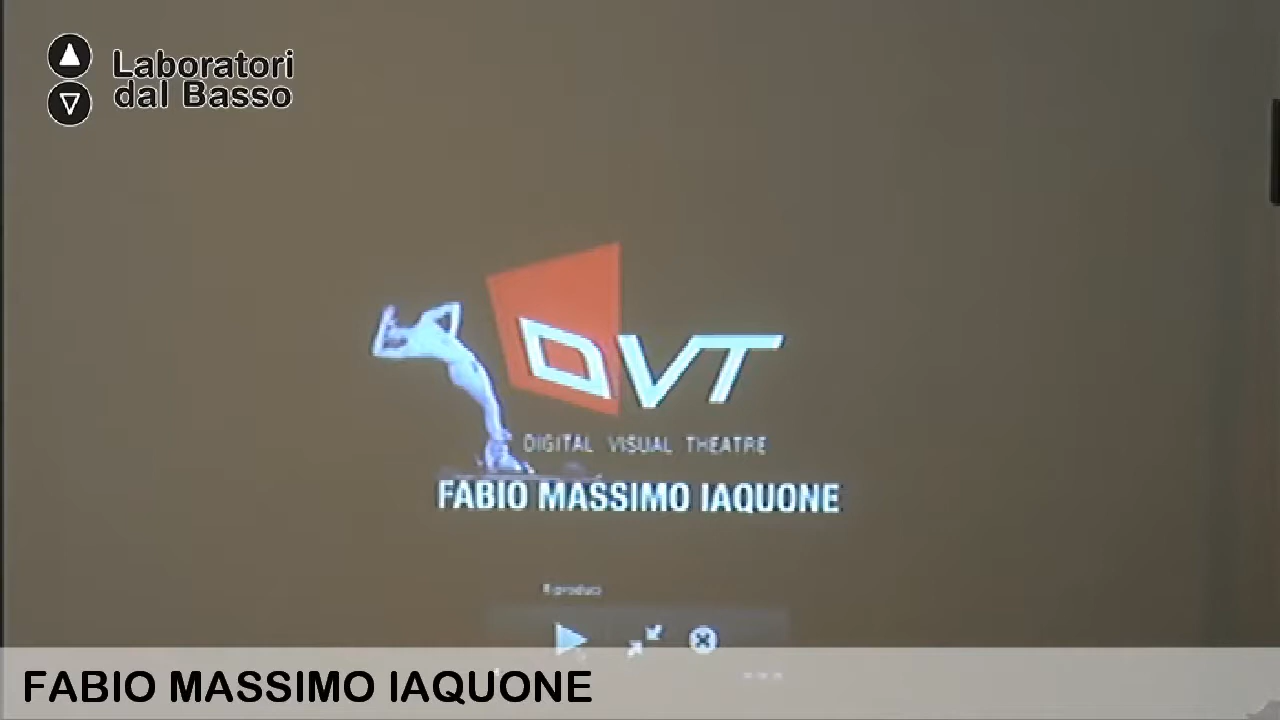 Laboratori
dal Basso
DVT
DIGITAL VISUAL THEATRE
FABIO MASSIMO IAQUONE
FABIO MASSIMO IAQUONE